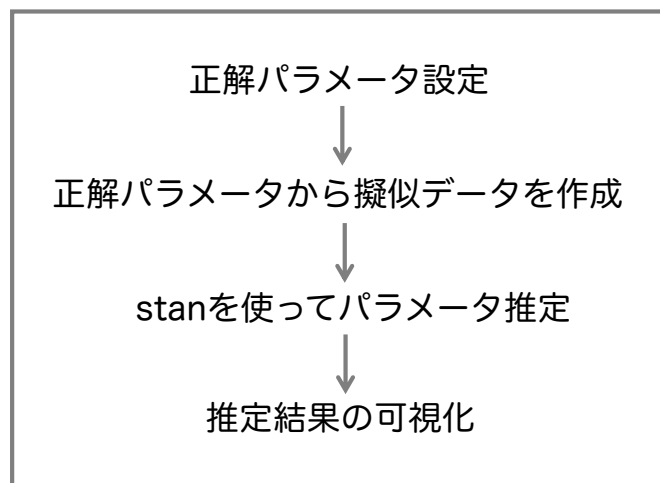 正解パラメータ設定
正解パラメータから擬似データを作成
stanを使ってパラメータ推定
推定結果の可視化